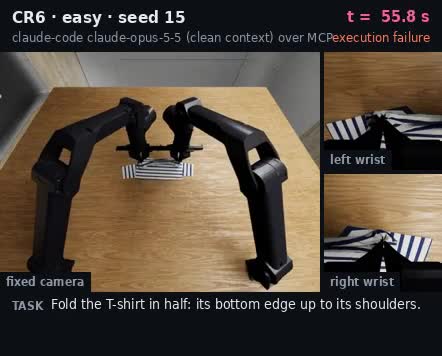 CR6 · easy · seed 15
t = 55.8 s
claude-code claude-opus-5-5 (clean context) over MCP
execution failure
left wrist
right wrist
fixed camera
TASK Fold the T-shirt in half: its bottom edge up to its shoulders.